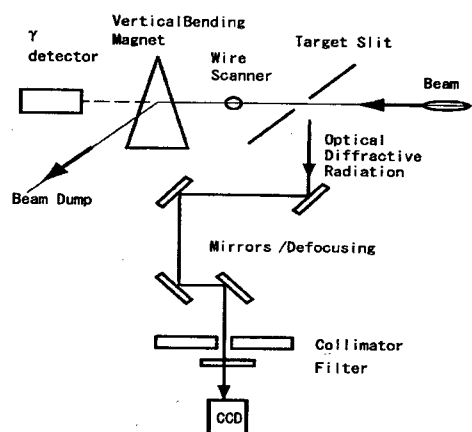 γ
detector
VerticalBending
Magnet
Wire
Scanner
Target Slit
Beam
Optical
Diffractive
Radiation
Beam Dump
Mirrors /Defocusing
Collimator
Filter
CCD